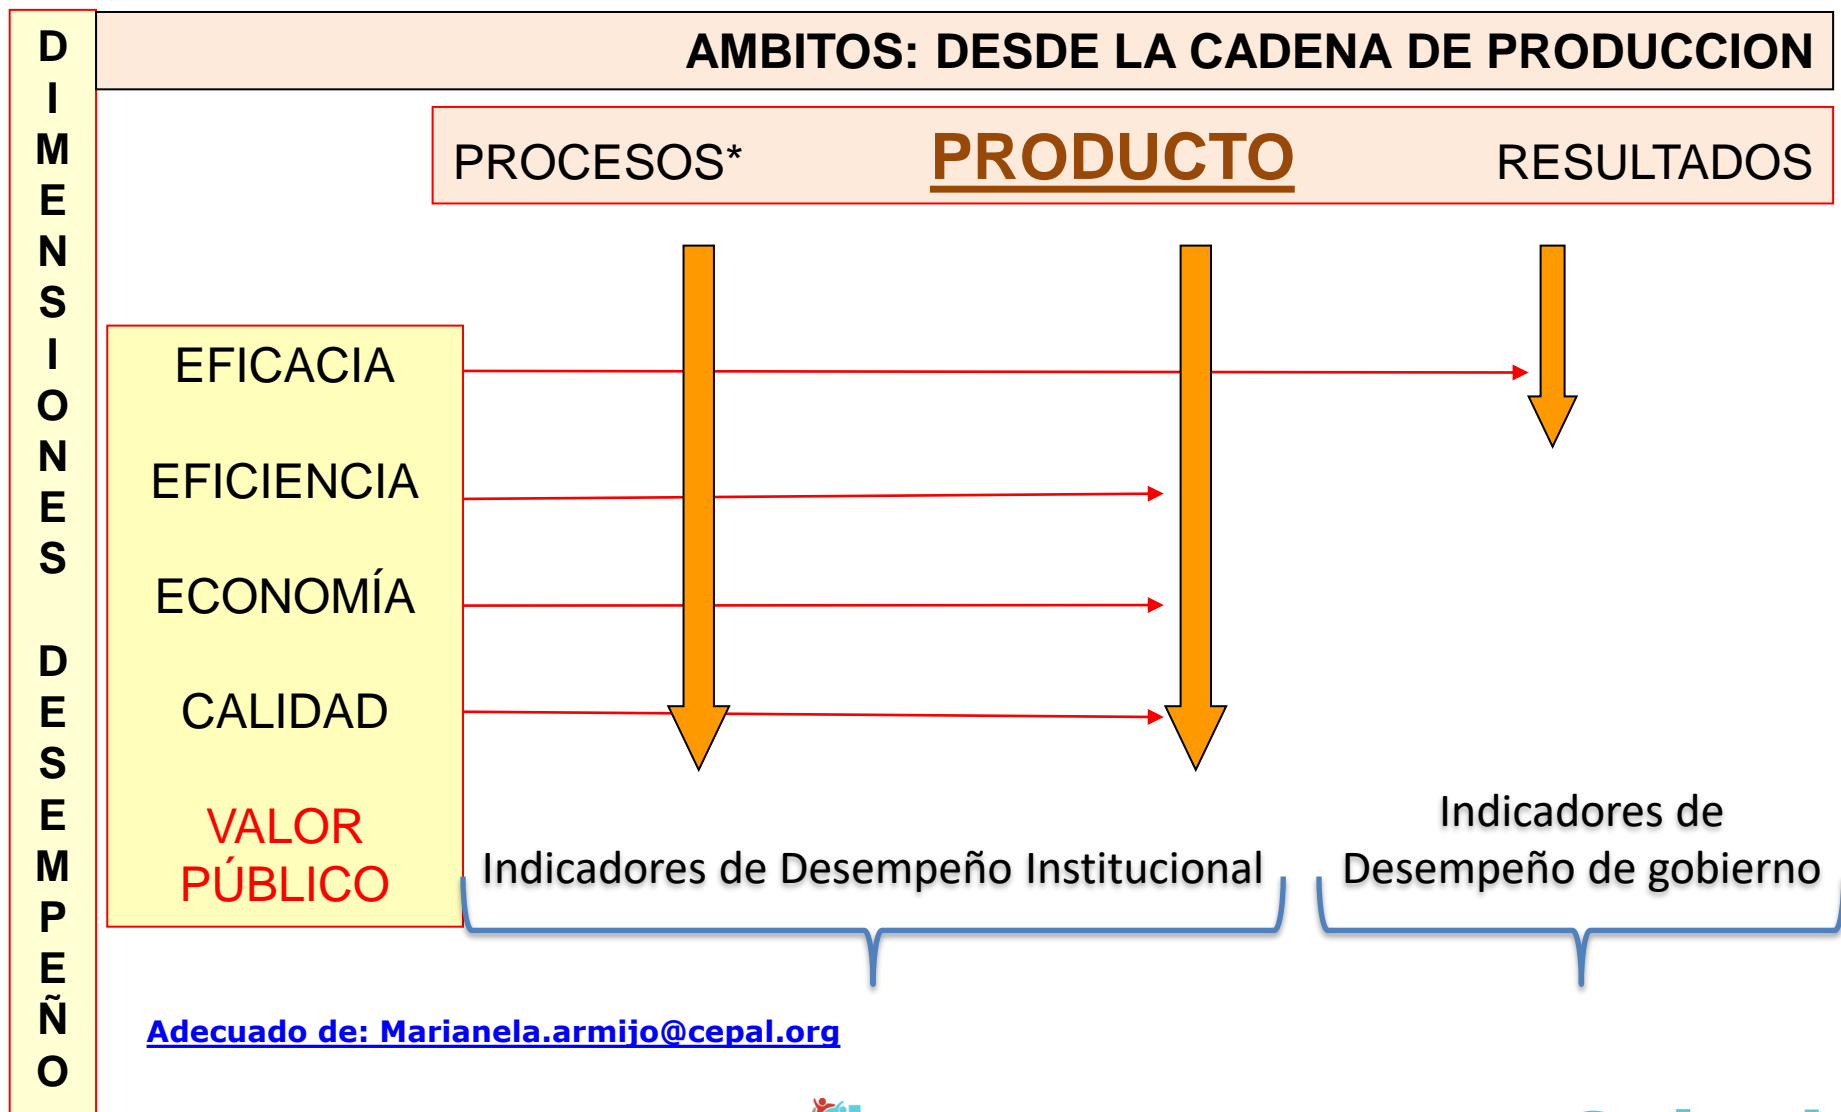 DIMENSIONES DESEMPEÑO
AMBITOS: DESDE LA CADENA DE PRODUCCION
PROCESOS* PRODUCTO RESULTADOS
EFICACIA
EFICIENCIA
ECONOMÍA
CALIDAD
VALOR
PÚBLICO
Indicadores de Desempeño Institucional
Indicadores de
Desempeño de gobierno
Adecuado de: Marianela.armijo@cepal.org